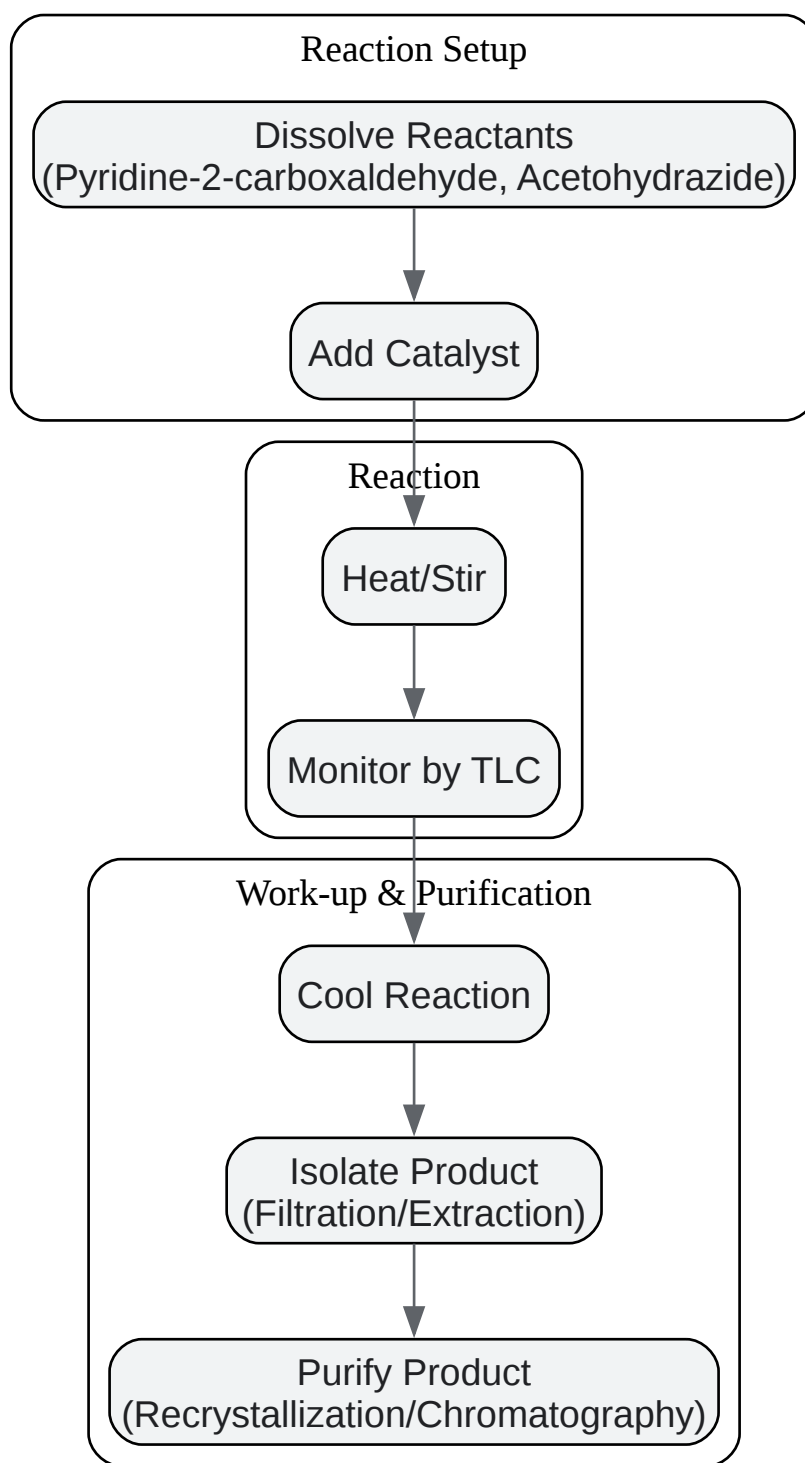 Reaction Setup
Dissolve Reactants
(Pyridine-2-carboxaldehyde, Acetohydrazide)
Add Catalyst
Reaction
Heat/Stir
Monitor by TLC
Work-up & Purification
Cool Reaction
Isolate Product
(Filtration/Extraction)
Purify Product
(Recrystallization/Chromatography)